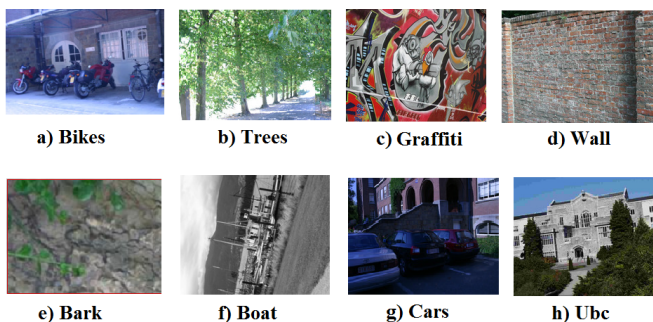 a) Bikes
b) Trees
c) Graffiti
d) Wall
e) Bark
f) Boat
g) Cars
h) Ubc